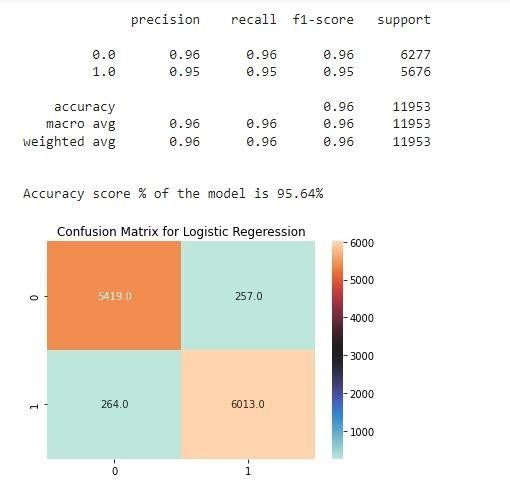 precision recall f1-score support
0.0 0.96 0.96 0.96 6277
1.0 0.95 0.95 0.95 5676
accuracy 0.96 11953
macro avg 0.96 0.96 0.96 11953
weighted avg 0.96 0.96 0.96 11953
Accuracy score % of the model is 95.64%
Confusion Matrix for Logistic Regeression
6000
5000
4000
3000
2000
1000
0 5419.0 257.0
1 264.0 6013.0
0 1